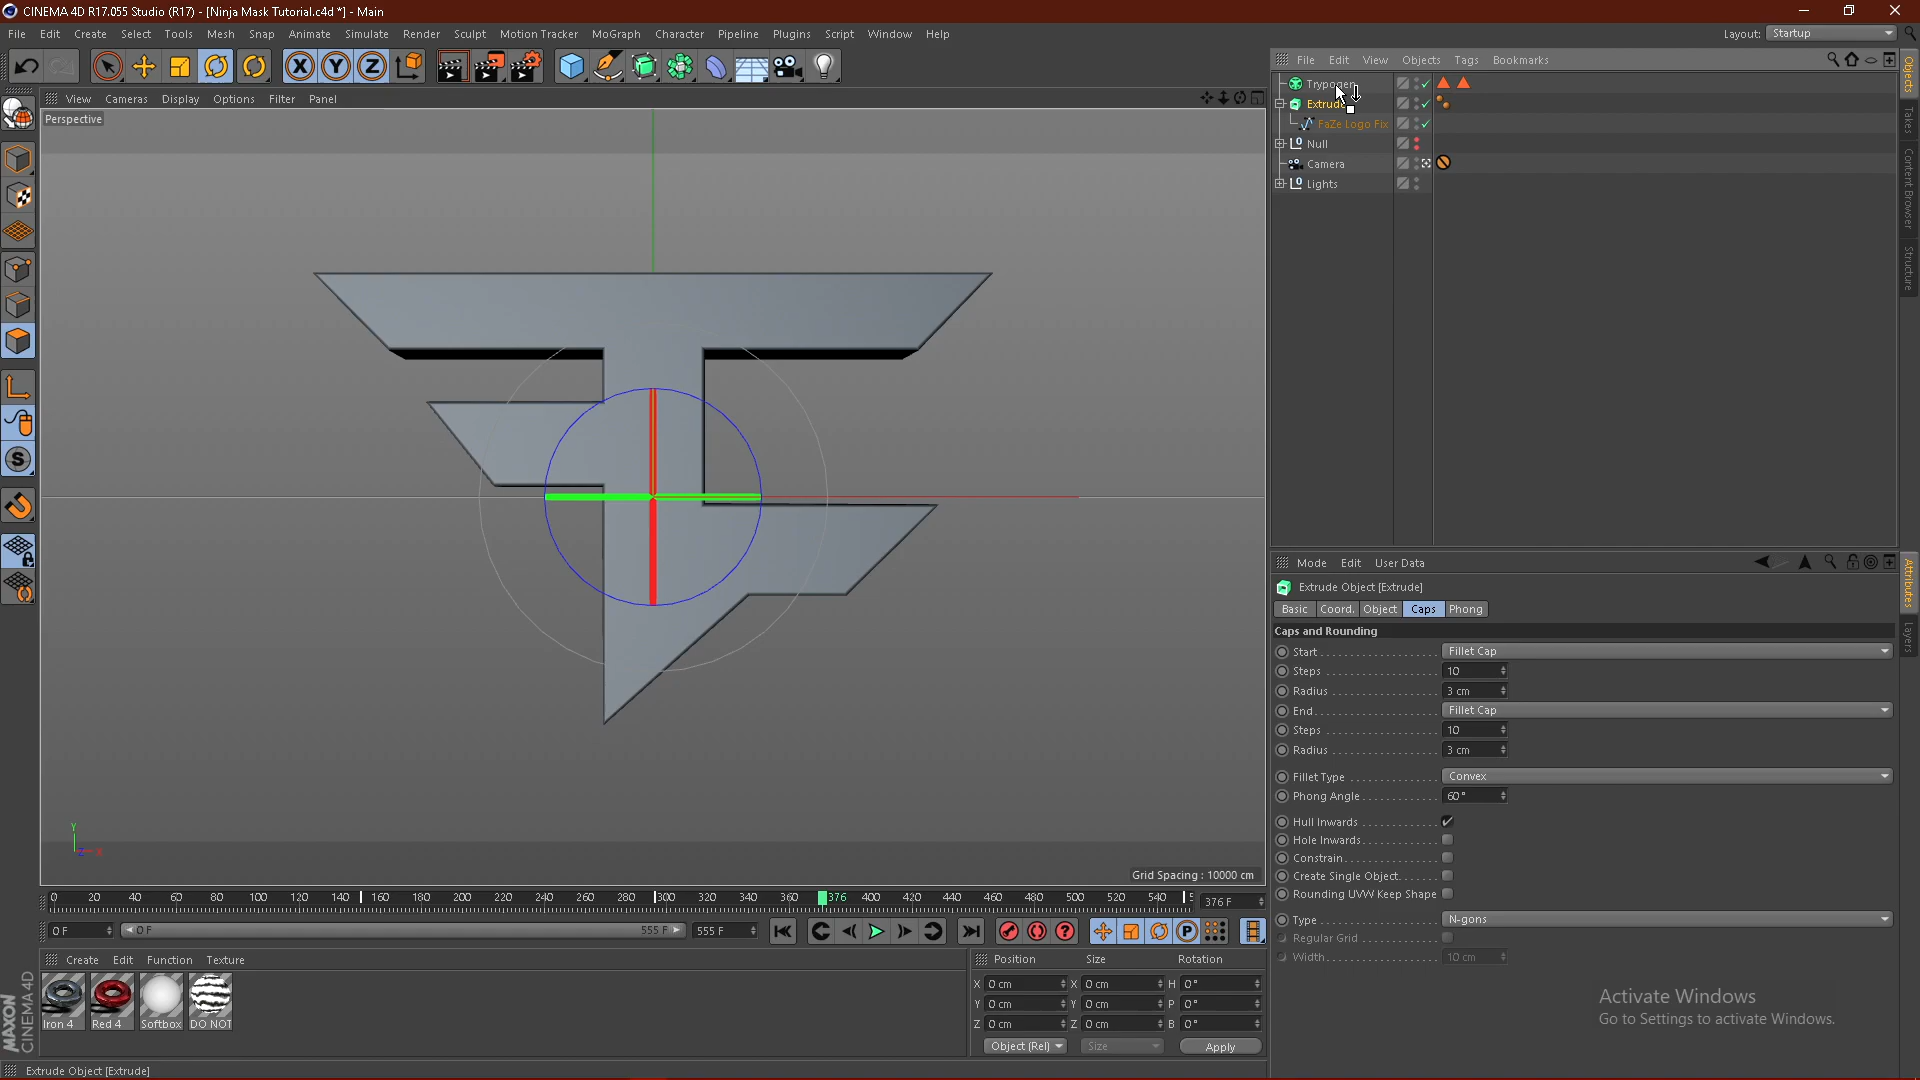 CINEMA 4D R17.055 Studio (R17) - [Ninja Mask Tutorial.c4d *] - Main
File Edit Create Select Tools Mesh Snap Animate Simulate Render Sculpt Motion Tracker MoGraph Character Pipeline Plugins Script Window Help
Layout: Startup
View Cameras Display Options Filter Panel
Perspective
File Edit View Objects Tags Bookmarks
Extrude
FaZe Logo Fix
Null
Camera
Lights
Objects
Takes
Content Browser
Structure
Mode Edit User Data
Extrude Object [Extrude]
Basic Coord. Object Caps Phong
Caps and Rounding
Start Fillet Cap
Steps 10
Radius 3 cm
End Fillet Cap
Steps 10
Radius 3 cm
Fillet Type Convex
Phong Angle 60°
Hull Inwards
Hole Inwards
Constrain
Create Single Object
Rounding UVW Keep Shape
Type N-gons
Regular Grid
Width 10 cm
Attributes
Layers
Y
Z X
Grid Spacing : 10000 cm
0 20 40 60 80 100 120 140 160 180 200 220 240 260 280 300 320 340 360 376 400 420 440 460 480 500 520 540 5
376 F
0 F 0 F 555 F 555 F
Create Edit Function Texture
Iron 4 Red 4 Softbox DO NOT
Position Size Rotation
X 0 cm X 0 cm H 0°
Y 0 cm Y 0 cm P 0°
Z 0 cm Z 0 cm B 0°
Object (Rel) Size Apply
MAXON
CINEMA 4D
Activate Windows
Go to Settings to activate Windows.
Extrude Object [Extrude]